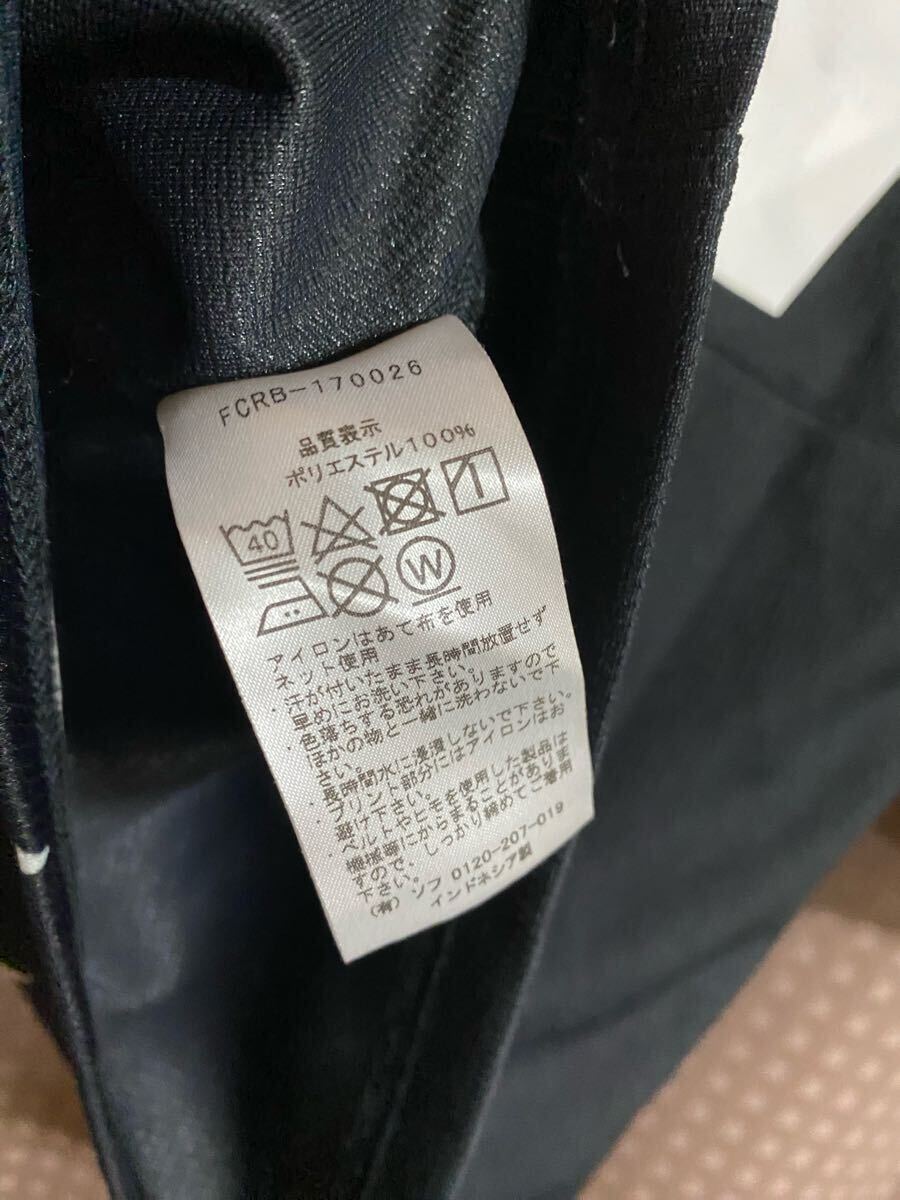 FCRB-170026
品質表示
ポリエステル100%
40
W
アイロンはあて布を使用
ネット使用
・汗が付いたまま長時間放置せず
早めにお洗い下さい。
・色落ちする恐れがありますので
ほかの物と一緒に洗わないで下
さい。
・長時間水に浸漬しないで下さい。
・プリント部分にはアイロンはお
避け下さい。
・ベルトやヒモを使用した製品は
機械等にからまることがありま
すので、しっかり締めてご着用
下さい。
(有)ソフ 0120-207-019
インドネシア製